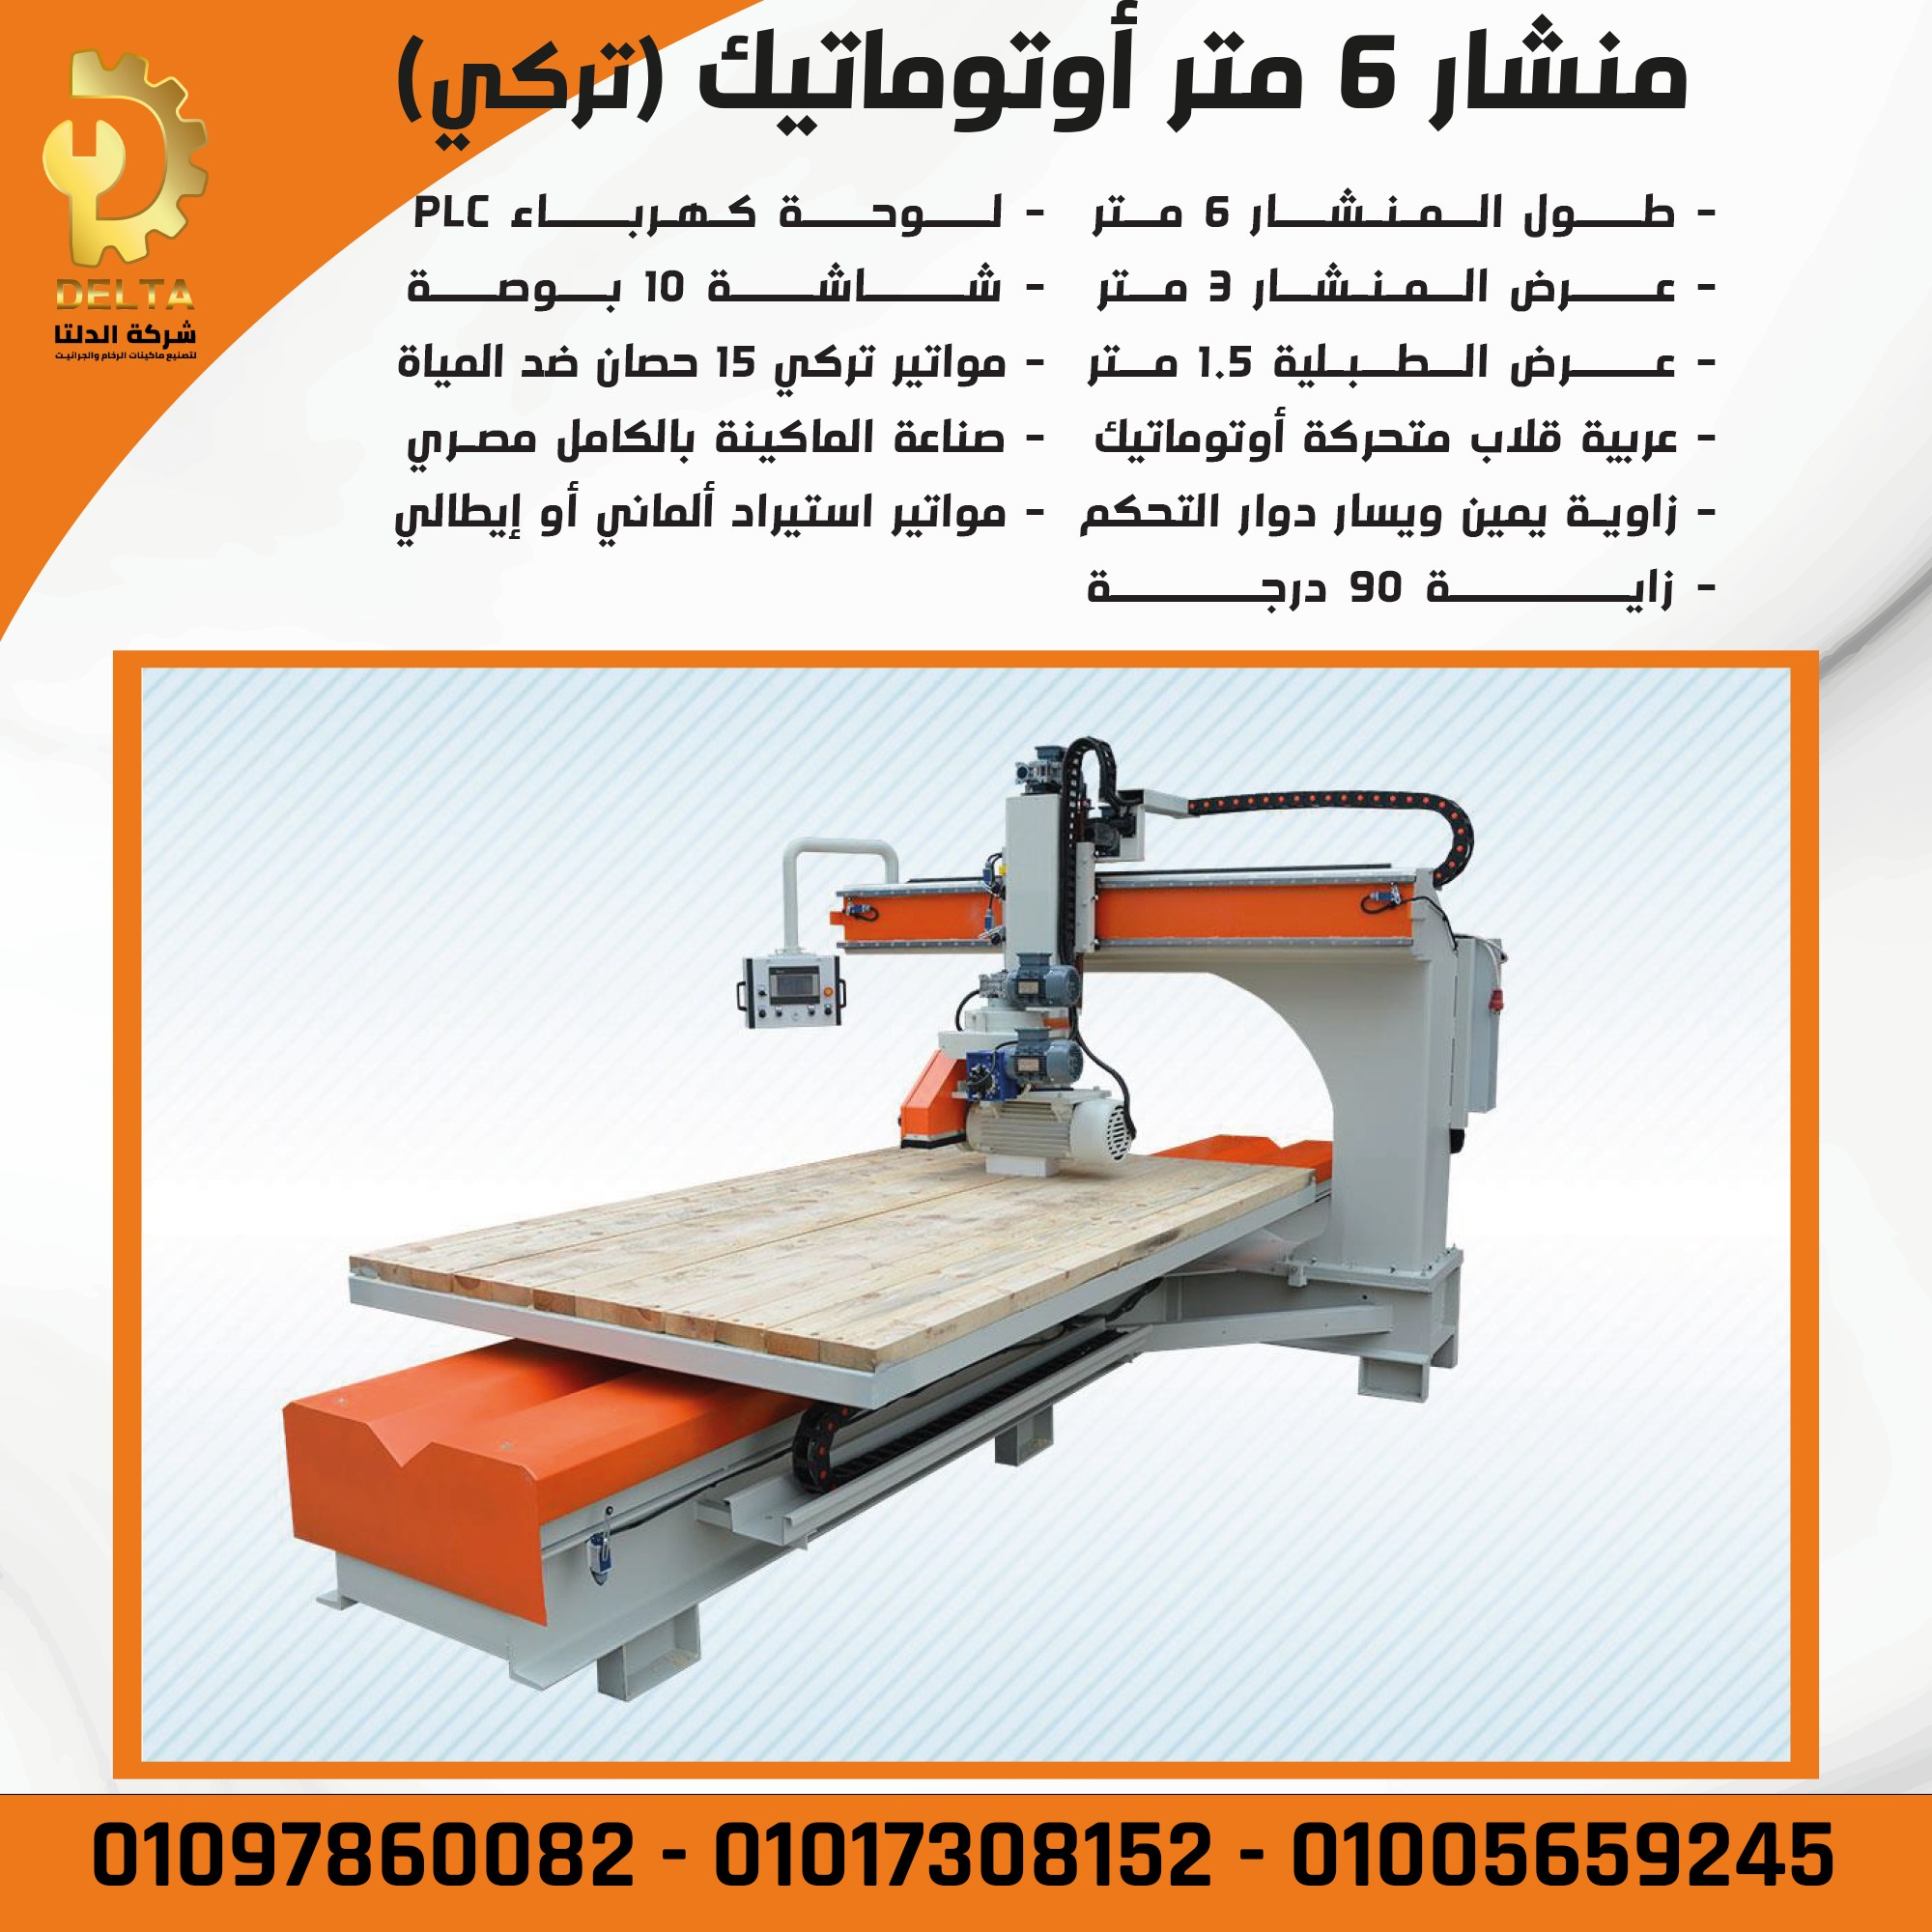 منشار 6 متر أوتوماتيك (تركي)
- طول المنشار 6 متر
- عرض المنشار 3 متر
- عرض الطبلية 1.5 متر
- عربية قلاب متحركة أوتوماتيك
- زاوية يمين ويسار دوار التحكم
- زاية 90 درجة
- لوحة كهرباء PLC
- شاشة 10 بوصة
- مواتير تركي 15 حصان ضد المياة
- صناعة الماكينة بالكامل مصري
- مواتير استيراد ألماني أو إيطالي
DELTA
شركة الدلتا
لتصنيع ماكينات الرخام والجرانيت
01097860082 - 01017308152 - 01005659245